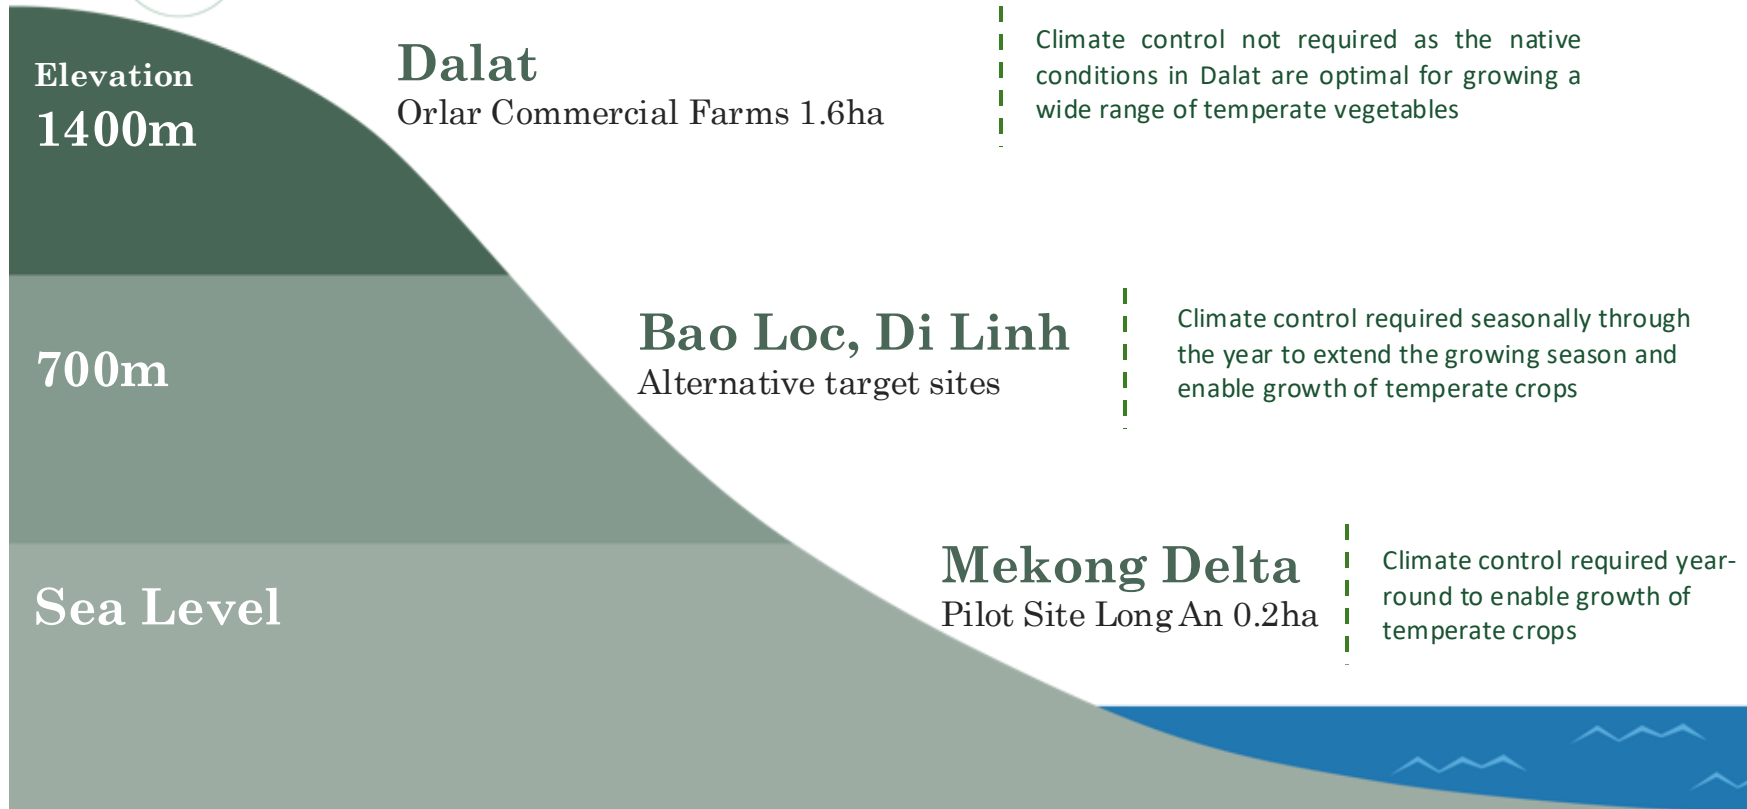 Elevation
1400m
Dalat
Orlar Commercial Farms 1.6ha
Climate control not required as the native
conditions in Dalat are optimal for growing a
wide range of temperate vegetables
700m
Bao Loc, Di Linh
Alternative target sites
Climate control required seasonally through
the year to extend the growing season and
enable growth of temperate crops
Sea Level
Mekong Delta
Pilot Site Long An 0.2ha
Climate control required year-
round to enable growth of
temperate crops